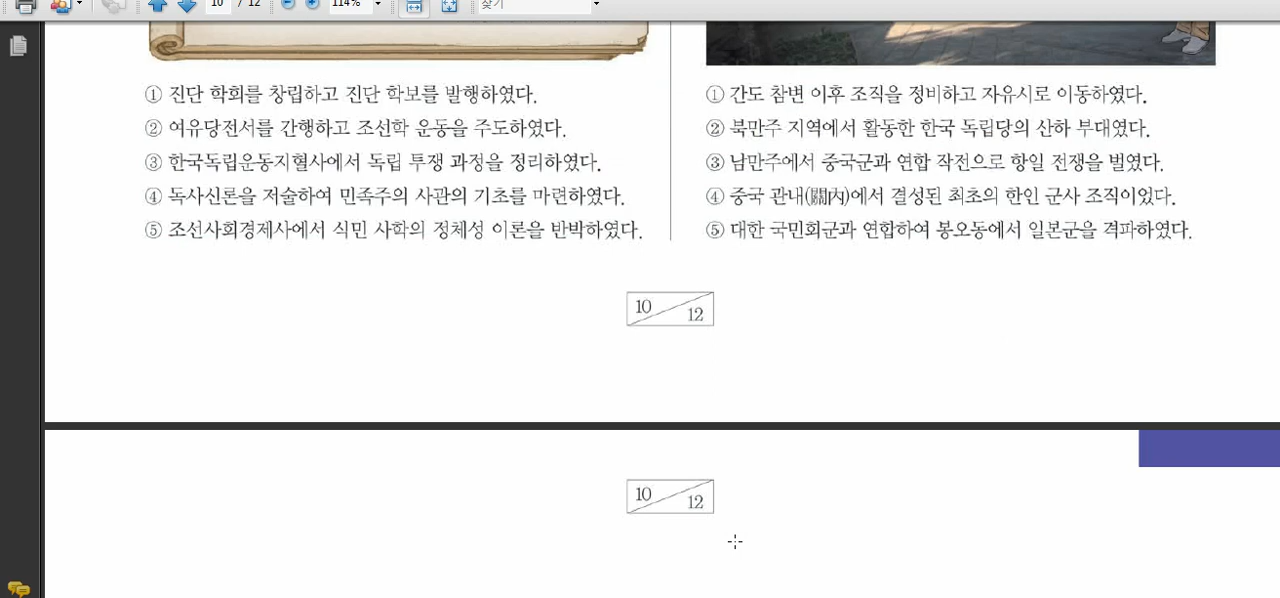 10 / 12
114%
찾기
① 진단 학회를 창립하고 진단 학보를 발행하였다.
② 여유당전서를 간행하고 조선학 운동을 주도하였다.
③ 한국독립운동지혈사에서 독립 투쟁 과정을 정리하였다.
④ 독사신론을 저술하여 민족주의 사관의 기초를 마련하였다.
⑤ 조선사회경제사에서 식민 사학의 정체성 이론을 반박하였다.
① 간도 참변 이후 조직을 정비하고 자유시로 이동하였다.
② 북만주 지역에서 활동한 한국 독립당의 산하 부대였다.
③ 남만주에서 중국군과 연합 작전으로 항일 전쟁을 벌였다.
④ 중국 관내(關內)에서 결성된 최초의 한인 군사 조직이었다.
⑤ 대한 국민회군과 연합하여 봉오동에서 일본군을 격파하였다.
10
12
10
12